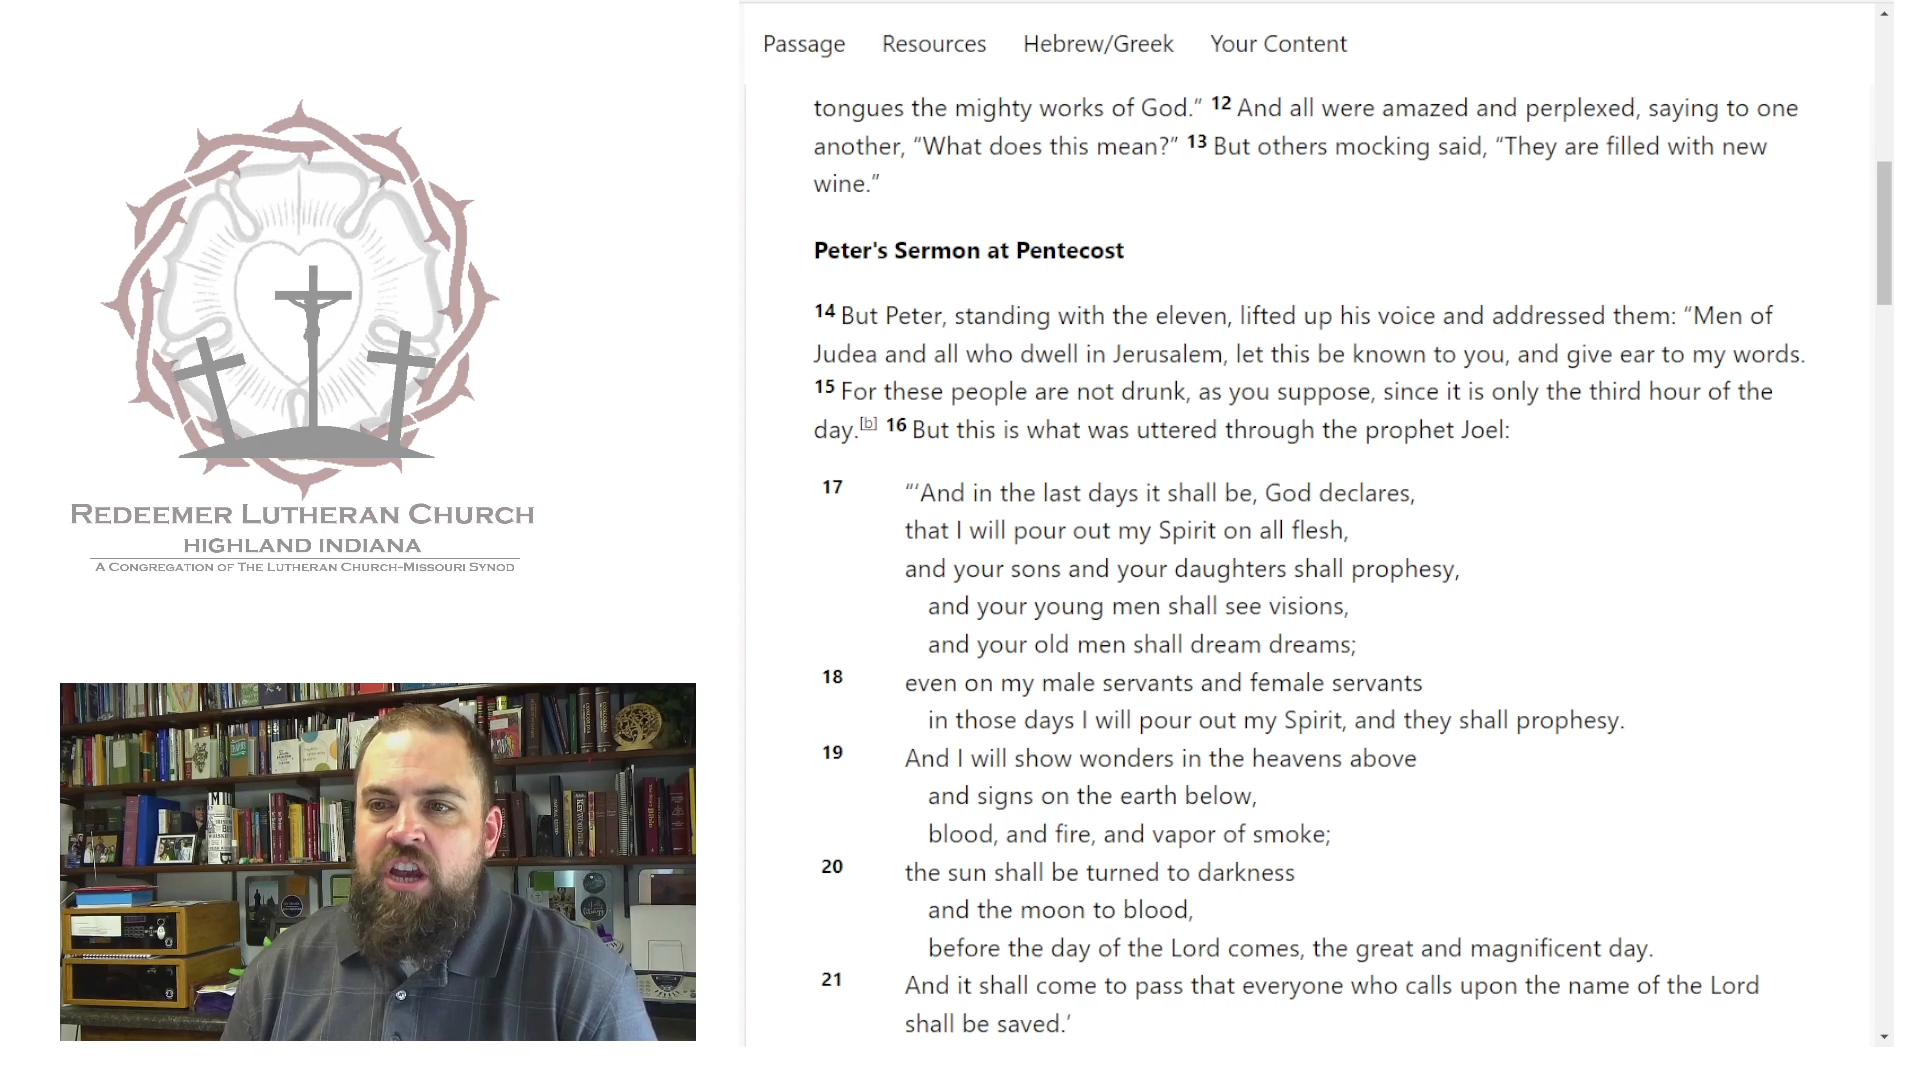 Passage Resources Hebrew/Greek Your Content
tongues the mighty works of God.” 12 And all were amazed and perplexed, saying to one
another, “What does this mean?” 13 But others mocking said, “They are filled with new
wine.”
Peter's Sermon at Pentecost
14 But Peter, standing with the eleven, lifted up his voice and addressed them: “Men of
Judea and all who dwell in Jerusalem, let this be known to you, and give ear to my words.
15 For these people are not drunk, as you suppose, since it is only the third hour of the
day.[b] 16 But this is what was uttered through the prophet Joel:
17 “‘And in the last days it shall be, God declares,
that I will pour out my Spirit on all flesh,
and your sons and your daughters shall prophesy,
and your young men shall see visions,
and your old men shall dream dreams;
18 even on my male servants and female servants
in those days I will pour out my Spirit, and they shall prophesy.
19 And I will show wonders in the heavens above
and signs on the earth below,
blood, and fire, and vapor of smoke;
20 the sun shall be turned to darkness
and the moon to blood,
before the day of the Lord comes, the great and magnificent day.
21 And it shall come to pass that everyone who calls upon the name of the Lord
shall be saved.’
REDEEMER LUTHERAN CHURCH
HIGHLAND INDIANA
A CONGREGATION OF THE LUTHERAN CHURCH-MISSOURI SYNOD